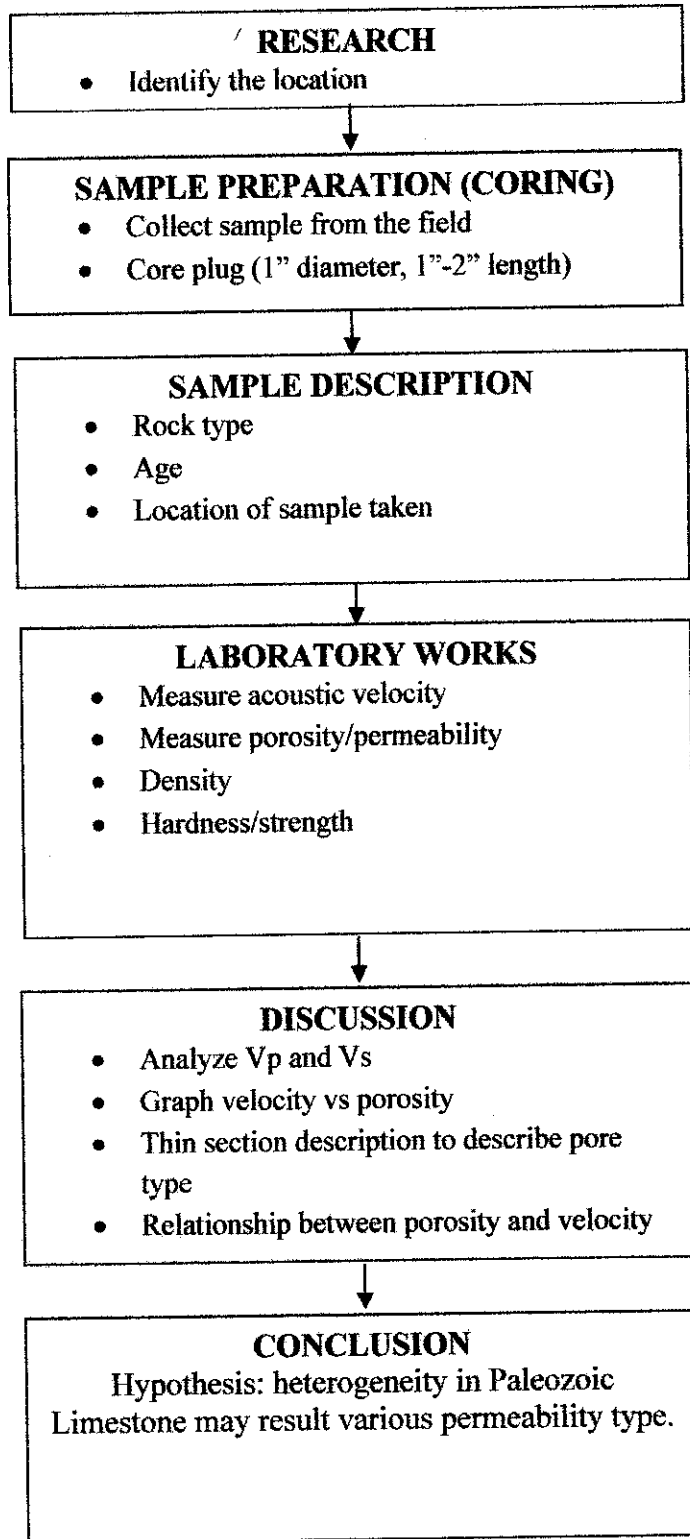 RESEARCH
• Identify the location
SAMPLE PREPARATION (CORING)
• Collect sample from the field
• Core plug (1” diameter, 1”-2” length)
SAMPLE DESCRIPTION
• Rock type
• Age
• Location of sample taken
LABORATORY WORKS
• Measure acoustic velocity
• Measure porosity/permeability
• Density
• Hardness/strength
DISCUSSION
• Analyze Vp and Vs
• Graph velocity vs porosity
• Thin section description to describe pore
type
• Relationship between porosity and velocity
CONCLUSION
Hypothesis: heterogeneity in Paleozoic
Limestone may result various permeability type.